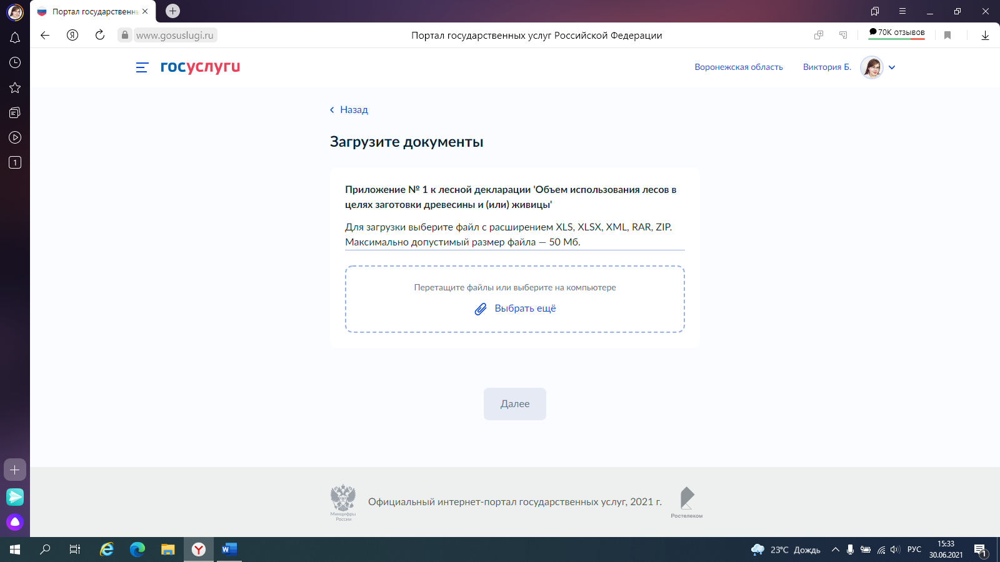 Портал государственн
www.gosuslugi.ru
Портал государственных услуг Российской Федерации
70K отзывов
госуслуги
Воронежская область
Виктория Б.
Назад
Загрузите документы
Приложение № 1 к лесной декларации 'Объем использования лесов в
целях заготовки древесины и (или) живицы'
Для загрузки выберите файл с расширением XLS, XLSX, XML, RAR, ZIP.
Максимально допустимый размер файла — 50 Мб.
Перетащите файлы или выберите на компьютере
Выбрать ещё
Далее
Минцифры
России
Официальный интернет-портал государственных услуг, 2021 г.
Ростелеком
1
23°C Дождь
РУС
15:33
30.06.2021
1